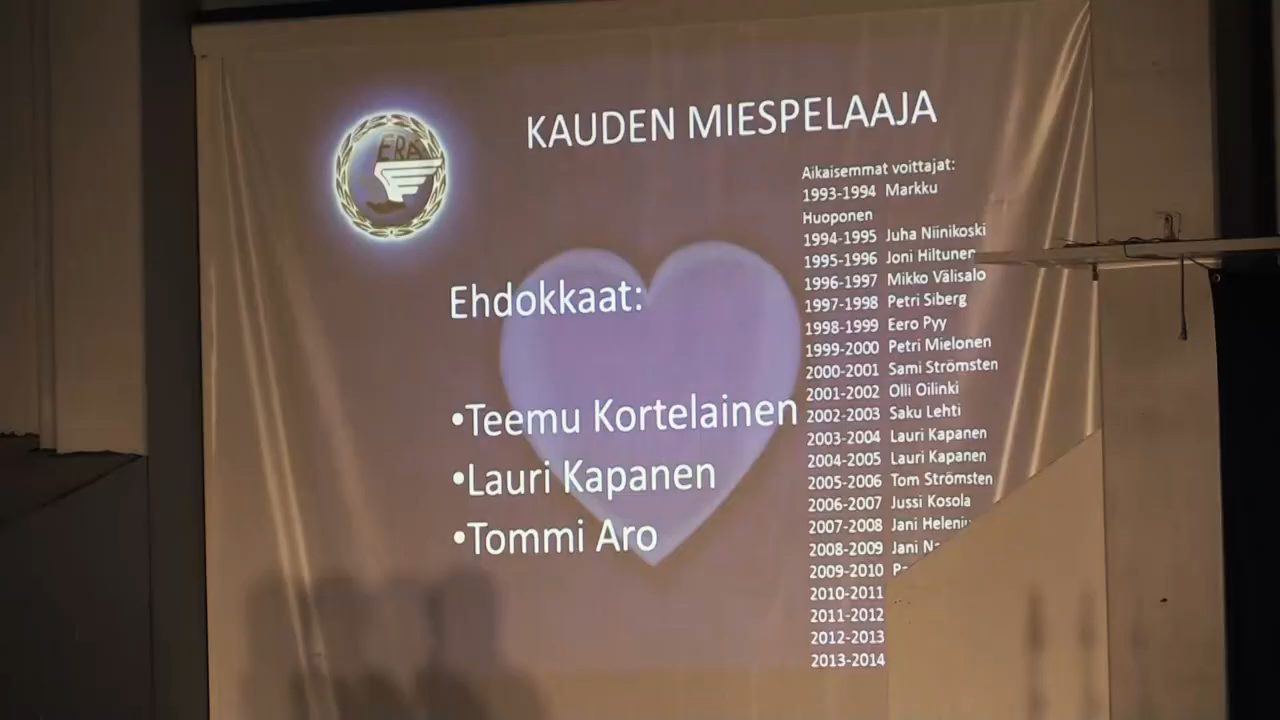 KAUDEN MIESPELAAJA
ERA
Aikaisemmat voittajat:
1993-1994 Markku
Huoponen
1994-1995 Juha Niinikoski
1995-1996 Joni Hiltunen
1996-1997 Mikko Välisalo
1997-1998 Petri Siberg
1998-1999 Eero Pyy
1999-2000 Petri Mielonen
2000-2001 Sami Strömsten
2001-2002 Olli Oilinki
2002-2003 Saku Lehti
2003-2004 Lauri Kapanen
2004-2005 Lauri Kapanen
2005-2006 Tom Strömsten
2006-2007 Jussi Kosola
2007-2008 Jani
2008-2009 Jani
2009-2010
2010-2011
2011-2012
2012-2013
2013-2014
Ehdokkaat:
•Teemu Kortelainen
•Lauri Kapanen
•Tommi Aro